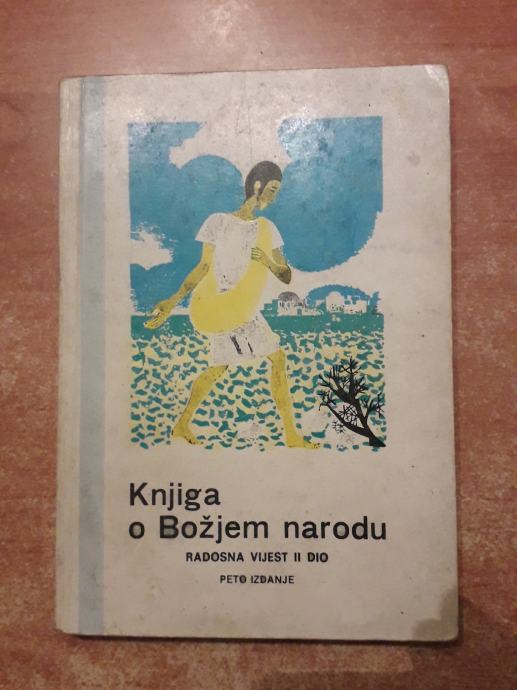 Knjiga
o Božjem narodu
RADOSNA VIJEST II DIO
PETO IZDANJE